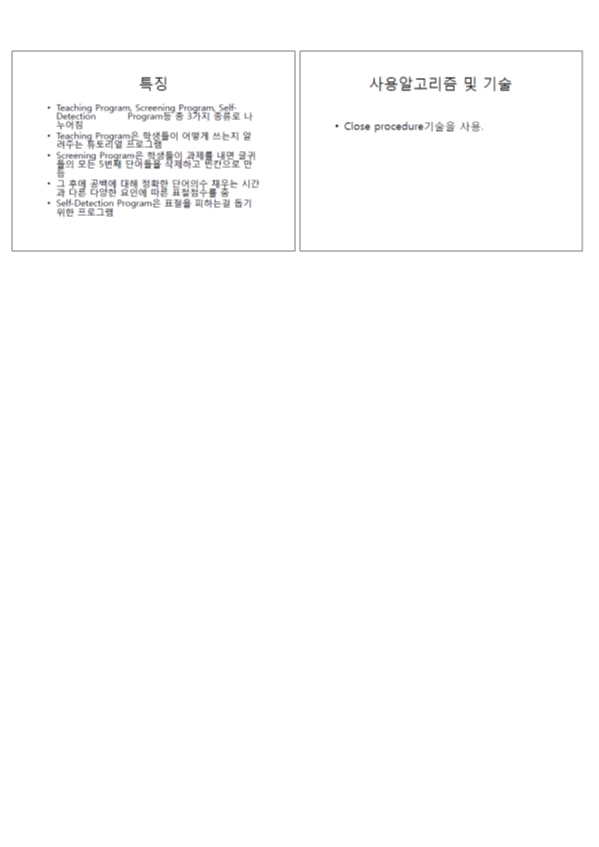 특징
• Teaching Program, Screening Program, Self-
Detection Program등 총 3가지 종류로 나
누어짐
• Teaching Program은 학생들이 어떻게 쓰는지 알
려주는 튜토리얼 프로그램
• Screening Program은 학생들이 과제를 내면 글귀
들의 모든 5번째 단어들을 삭제하고 빈칸으로 만
듬
• 그 후에 공백에 대해 정확한 단어의수 채우는 시간
과 다른 다양한 요인에 따른 표절점수를 줌
• Self-Detection Program은 표절을 피하는걸 돕기
위한 프로그램
사용알고리즘 및 기술
• Close procedure기술을 사용.